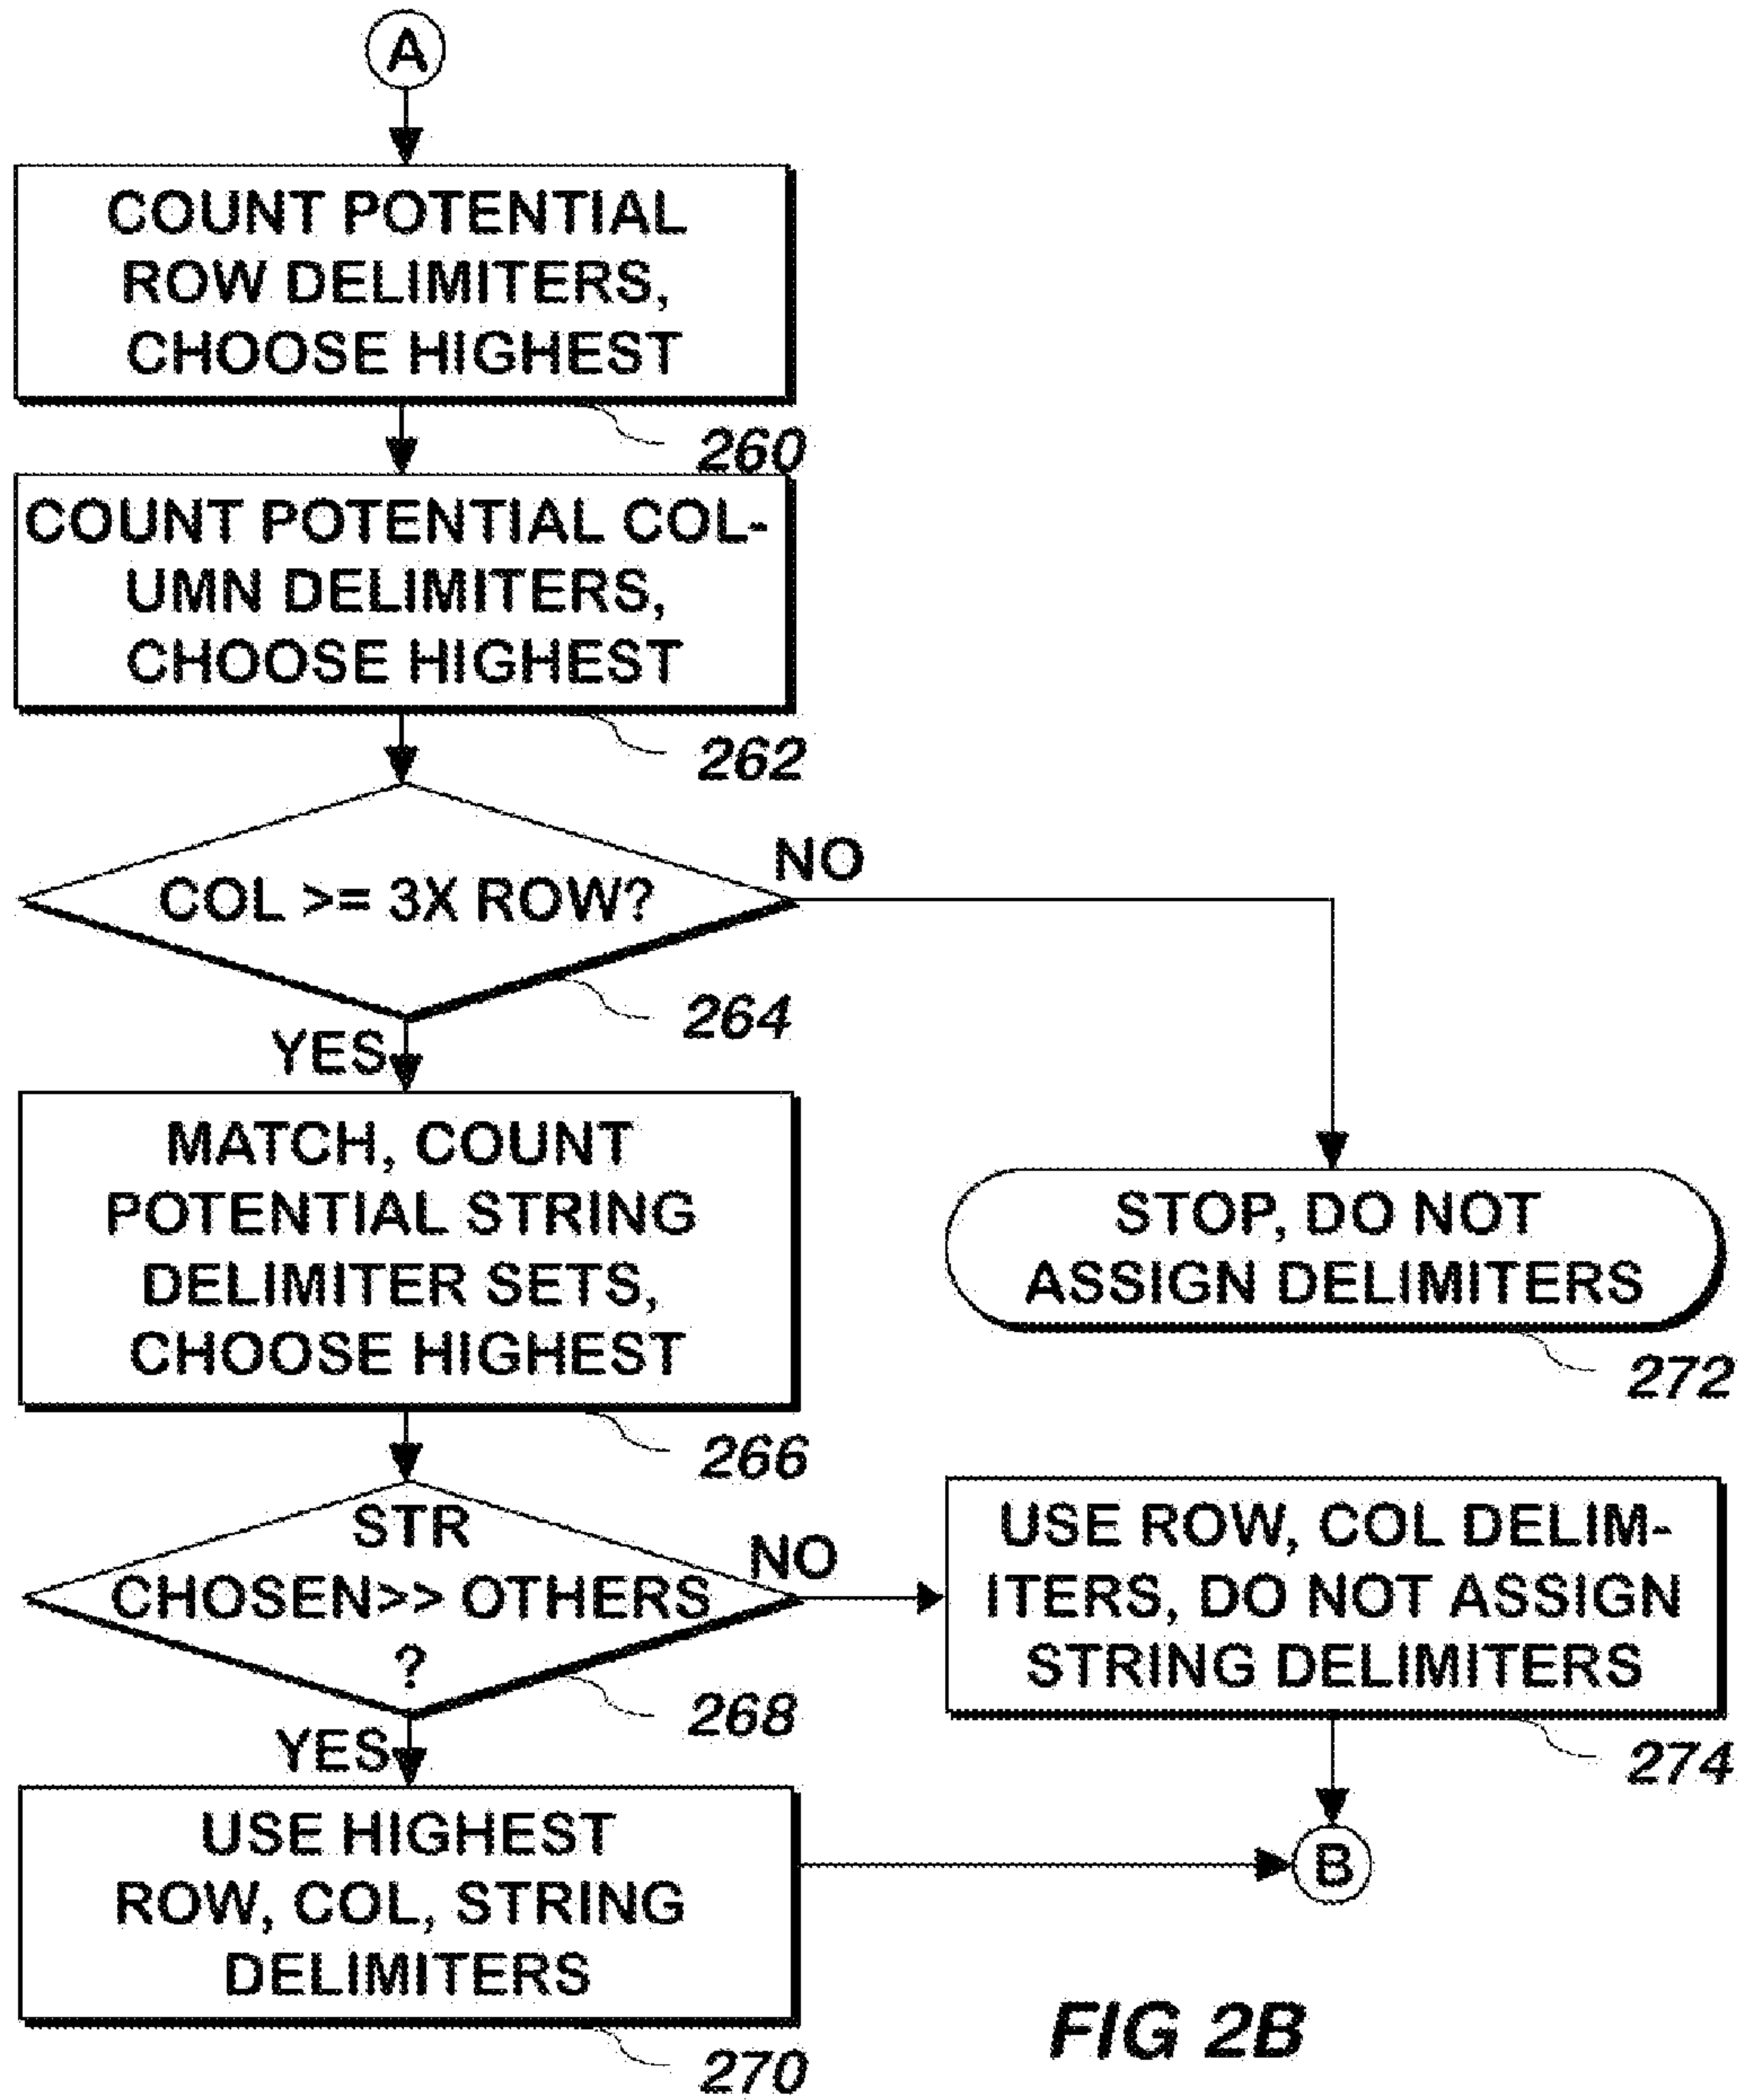 A
COUNT POTENTIAL
ROW DELIMITERS,
CHOOSE HIGHEST
260
COUNT POTENTIAL COL-
UMN DELIMITERS,
CHOOSE HIGHEST
262
COL >= 3X ROW?
NO
264
YES
MATCH, COUNT
POTENTIAL STRING
DELIMITER SETS,
CHOOSE HIGHEST
266
STOP, DO NOT
ASSIGN DELIMITERS
272
STR
CHOSEN>> OTHERS
?
NO
268
YES
USE ROW, COL DELIM-
ITERS, DO NOT ASSIGN
STRING DELIMITERS
274
USE HIGHEST
ROW, COL, STRING
DELIMITERS
270
B
FIG 2B